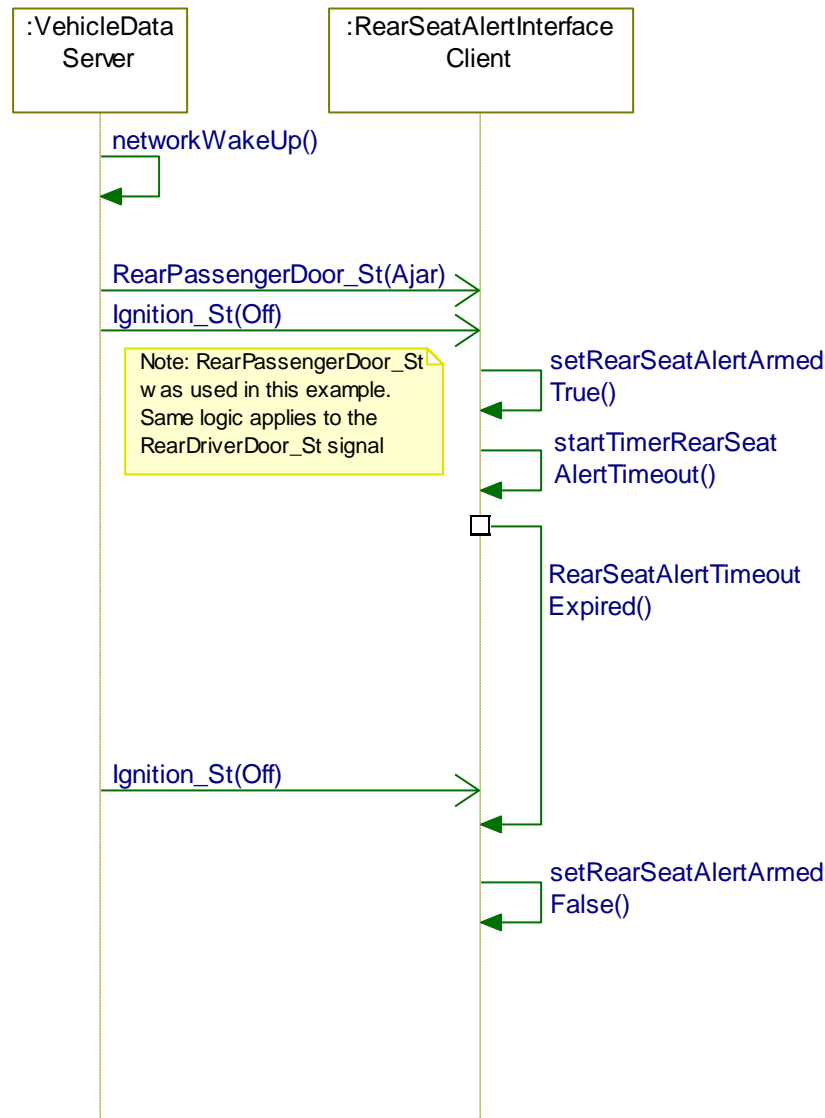 :VehicleData
Server
:RearSeatAlertInterface
Client
networkWakeUp()
RearPassengerDoor_St(Ajar)
Ignition_St(Off)
Note: RearPassengerDoor_St
was used in this example.
Same logic applies to the
RearDriverDoor_St signal
setRearSeatAlertArmed
True()
startTimerRearSeat
AlertTimeout()
RearSeatAlertTimeout
Expired()
Ignition_St(Off)
setRearSeatAlertArmed
False()